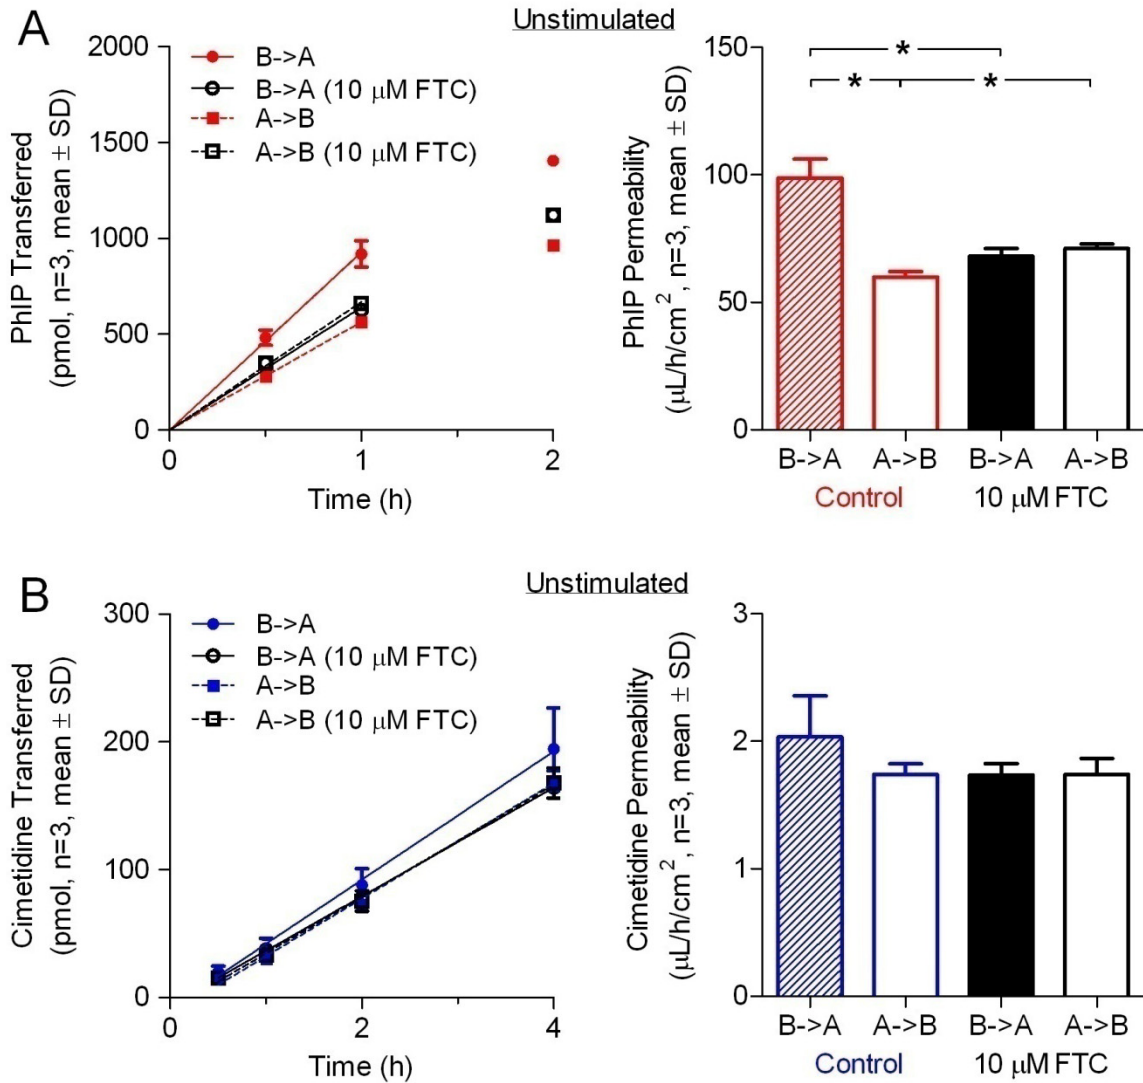 A
Unstimulated
PhIP Transferred
(pmol, n=3, mean ± SD)
2000
1500
1000
500
0
B->A
B->A (10 μM FTC)
A->B
A->B (10 μM FTC)
0
1
2
Time (h)
PhIP Permeability
(μL/h/cm², n=3, mean ± SD)
150
100
50
0
*
*
*
B->A A->B B->A A->B
Control 10 μM FTC
B
Unstimulated
Cimetidine Transferred
(pmol, n=3, mean ± SD)
300
200
100
0
B->A
B->A (10 μM FTC)
A->B
A->B (10 μM FTC)
0
2
4
Time (h)
Cimetidine Permeability
(μL/h/cm², n=3, mean ± SD)
3
2
1
0
B->A A->B B->A A->B
Control 10 μM FTC